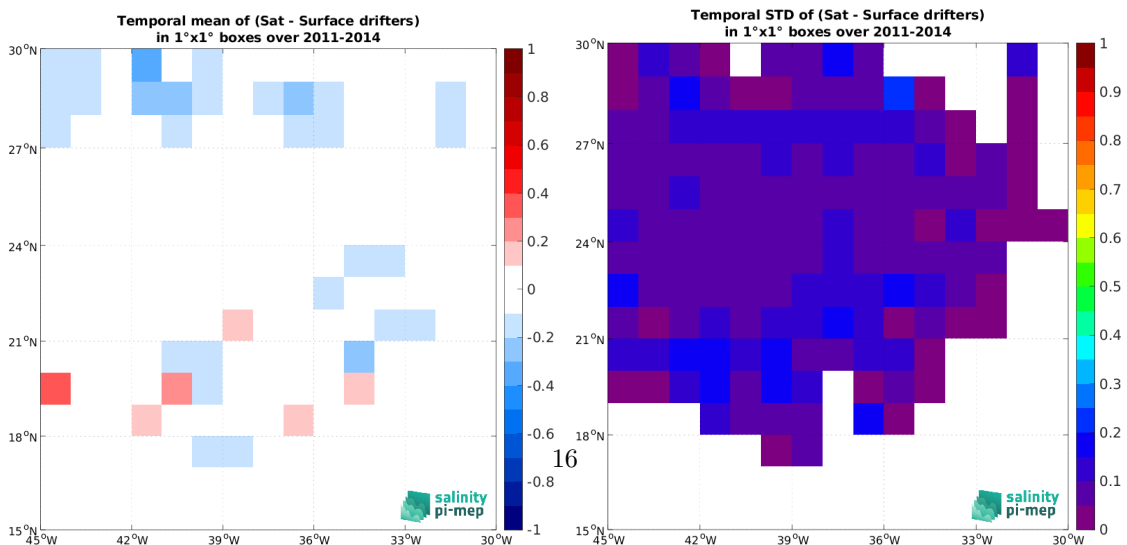 Temporal mean of (Sat - Surface drifters)
in 1°x1° boxes over 2011-2014
30°N
27°N
24°N
21°N
18°N
15°N
45°W
42°W
39°W
36°W
33°W
30°W
1
0.8
0.6
0.4
0.2
0
-0.2
-0.4
-0.6
-0.8
-1
salinity
pi-mep
16
Temporal STD of (Sat - Surface drifters)
in 1°x1° boxes over 2011-2014
30°N
27°N
24°N
21°N
18°N
15°N
45°W
42°W
39°W
36°W
33°W
30°W
1
0.9
0.8
0.7
0.6
0.5
0.4
0.3
0.2
0.1
0
salinity
pi-mep